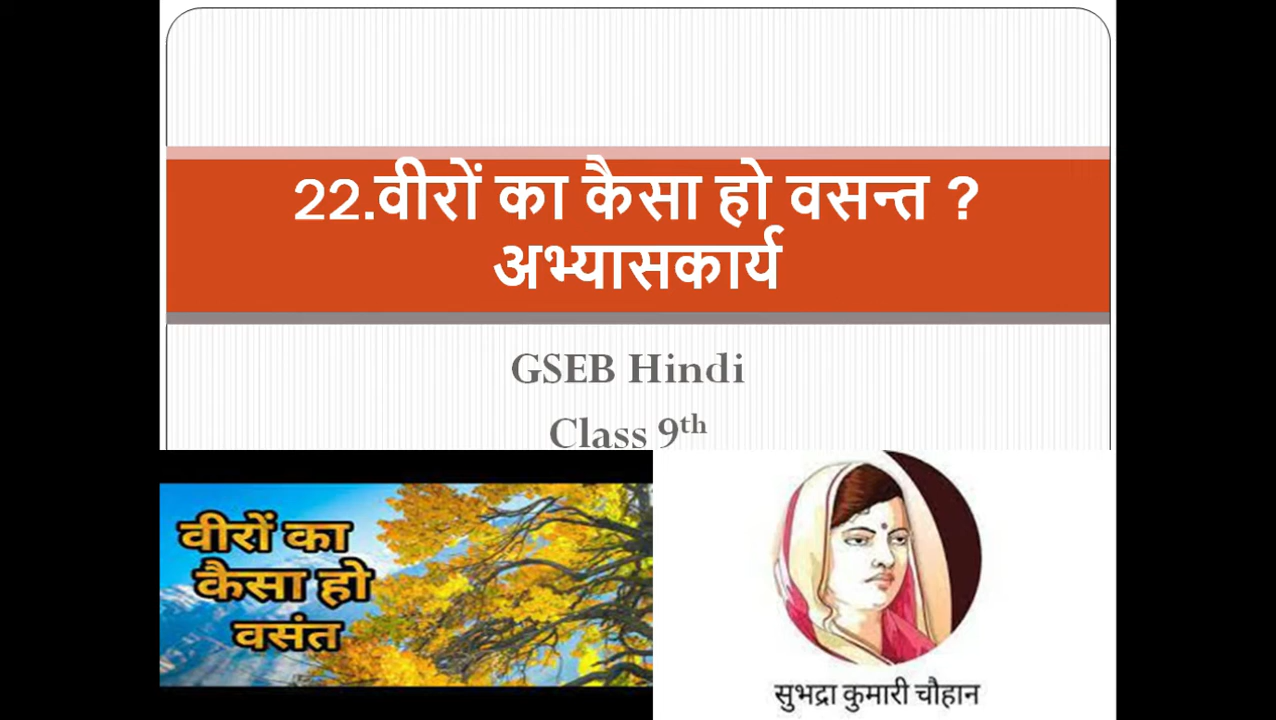 22.वीरों का कैसा हो वसन्त ?
अभ्यासकार्य
GSEB Hindi
Class 9th
वीरों का
कैसा हो
वसंत
सुभद्रा कुमारी चौहान